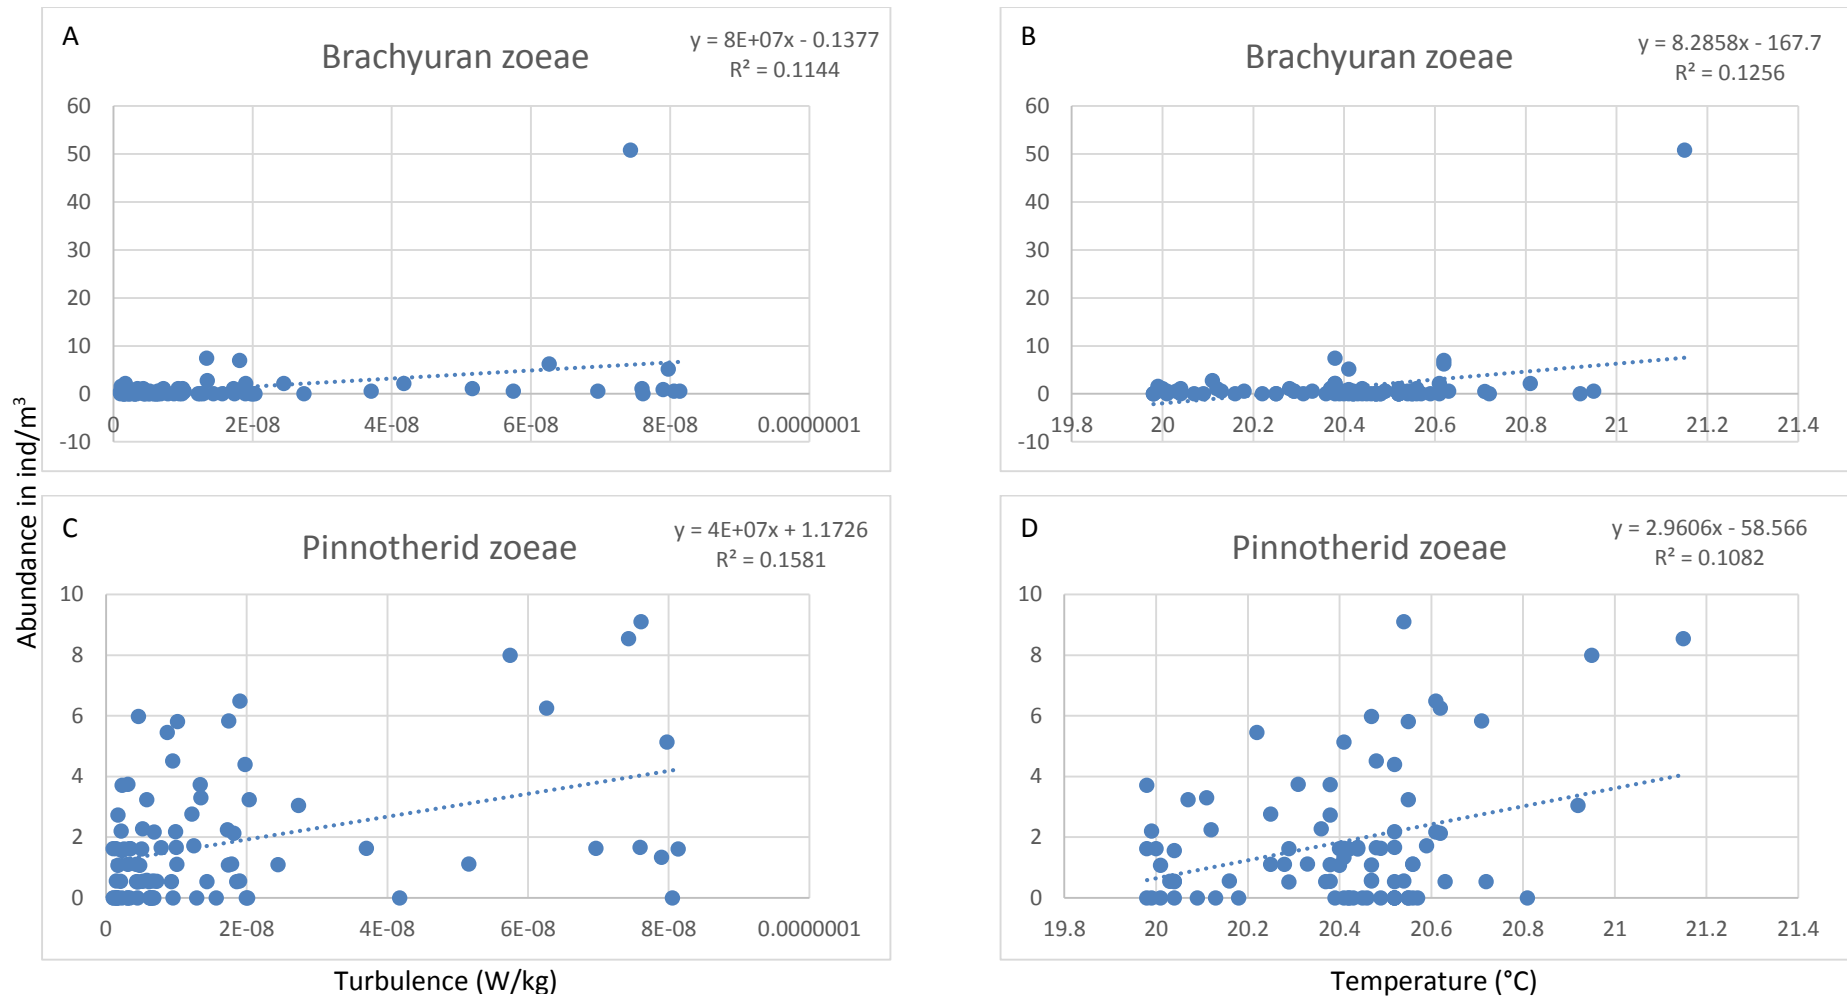 A
Brachyuran zoeae
y = 8E+07x - 0.1377
R² = 0.1144
60
50
40
30
20
10
0
-10
0
2E-08
4E-08
6E-08
8E-08
0.0000001
B
Brachyuran zoeae
y = 8.2858x - 167.7
R² = 0.1256
60
50
40
30
20
10
0
-10
19.8
20
20.2
20.4
20.6
20.8
21
21.2
21.4
Abundance in ind/m³
C
Pinnotherid zoeae
y = 4E+07x + 1.1726
R² = 0.1581
10
8
6
4
2
0
0
2E-08
4E-08
6E-08
8E-08
0.0000001
Turbulence (W/kg)
D
Pinnotherid zoeae
y = 2.9606x - 58.566
R² = 0.1082
10
8
6
4
2
0
19.8
20
20.2
20.4
20.6
20.8
21
21.2
21.4
Temperature (°C)